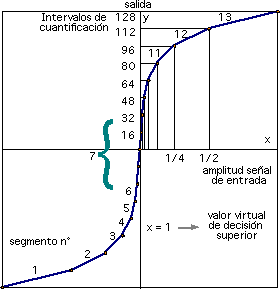 salida
Intervalos de
cuantificación
128
y
13
112
12
96
80
11
64
48
32
16
x
7
1/4
1/2
amplitud señal
de entrada
6
5
x = 1
valor virtual
de decisión
superior
4
3
segmento n°
2
1